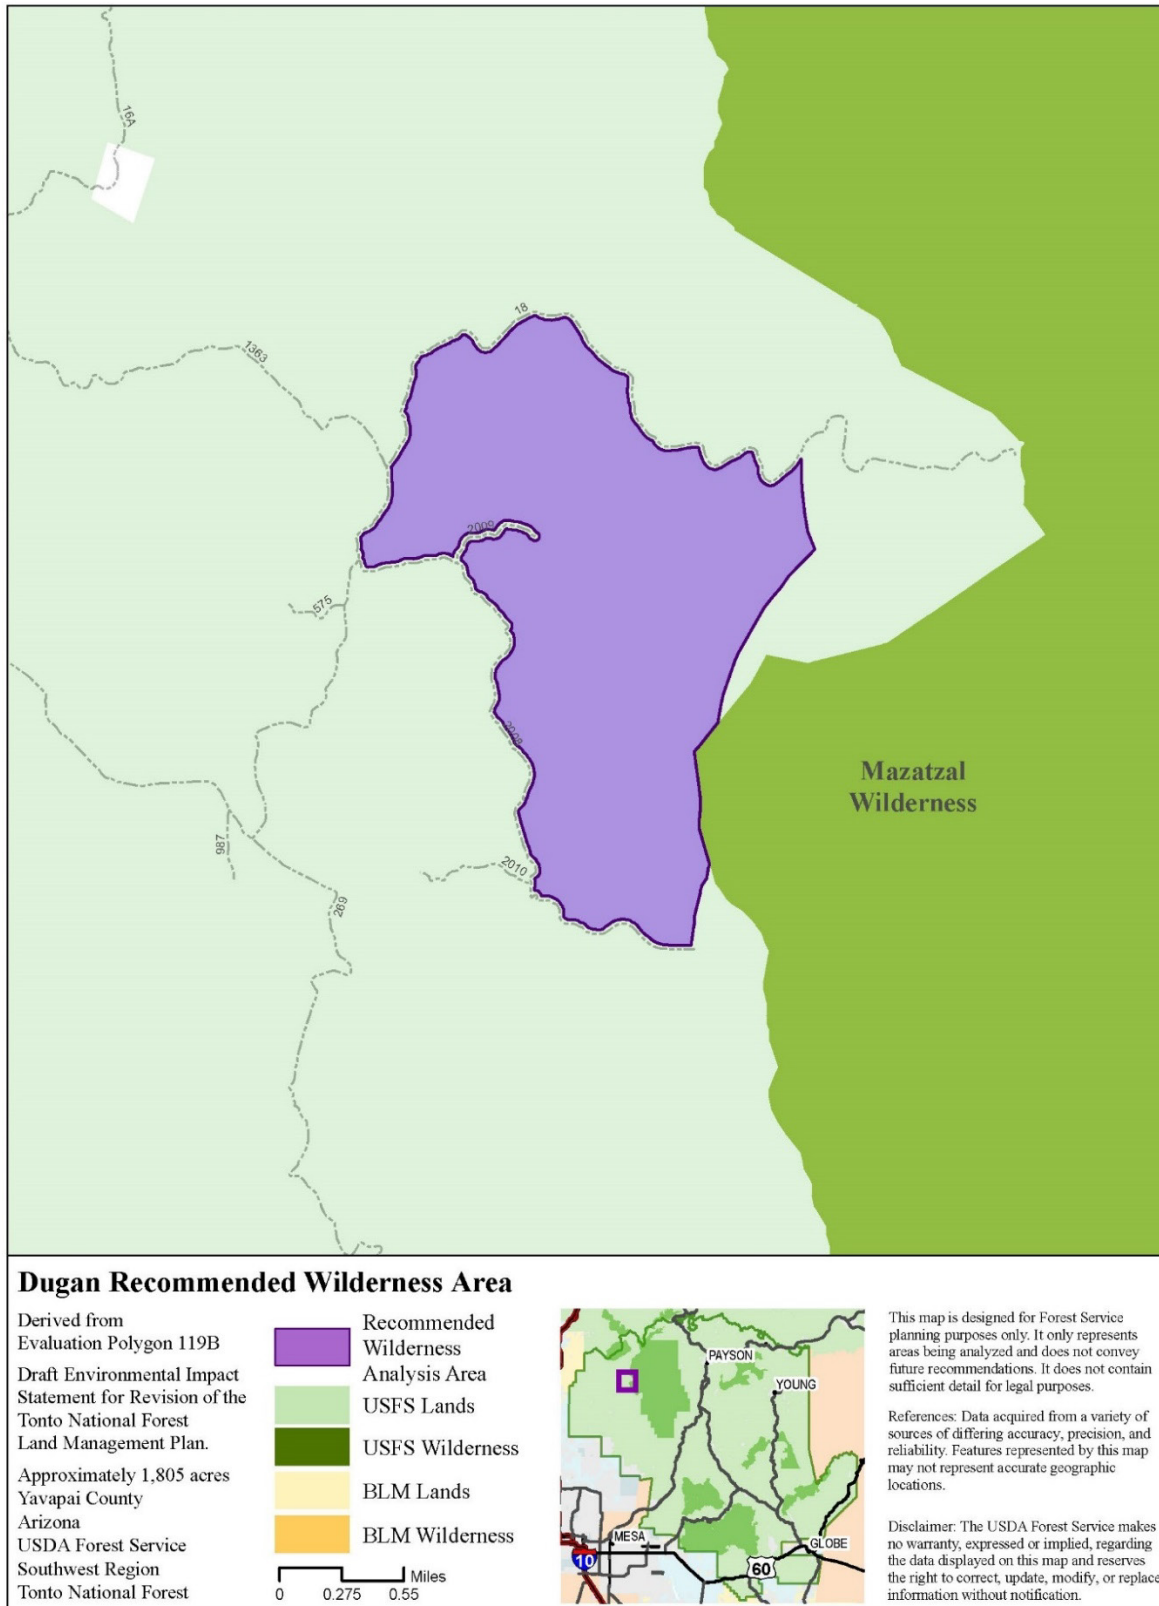 16A
18
1363
2009
575
2008
Mazatzal
Wilderness
987
2010
269
Dugan Recommended Wilderness Area
Derived from
Evaluation Polygon 119B
Draft Environmental Impact
Statement for Revision of the
Tonto National Forest
Land Management Plan.
Approximately 1,805 acres
Yavapai County
Arizona
USDA Forest Service
Southwest Region
Tonto National Forest
Recommended
Wilderness
Analysis Area
USFS Lands
USFS Wilderness
BLM Lands
BLM Wilderness
Miles
0 0.275 0.55
PAYSON
YOUNG
MESA
GLOBE
10
60
This map is designed for Forest Service
planning purposes only. It only represents
areas being analyzed and does not convey
future recommendations. It does not contain
sufficient detail for legal purposes.
References: Data acquired from a variety of
sources of differing accuracy, precision, and
reliability. Features represented by this map
may not represent accurate geographic
locations.
Disclaimer: The USDA Forest Service makes
no warranty, expressed or implied, regarding
the data displayed on this map and reserves
the right to correct, update, modify, or replace
information without notification.